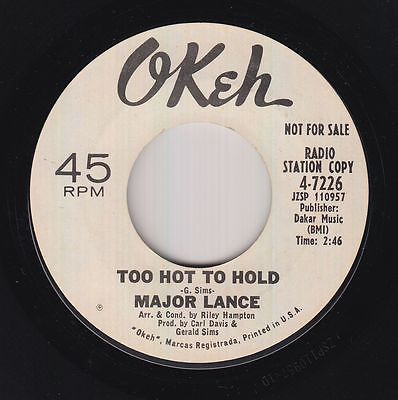 OKeh
NOT FOR SALE
45
RPM
RADIO
STATION COPY
4-7226
JZSP 110957
Publisher:
Dakar Music
(BMI)
Time: 2:46
TOO HOT TO HOLD
-G. Sims-
MAJOR LANCE
Arr. & Cond. by Riley Hampton
Prod. by Carl Davis &
Gerald Sims
"Okeh", Marcas Registrada, Printed in U.S.A.
℗